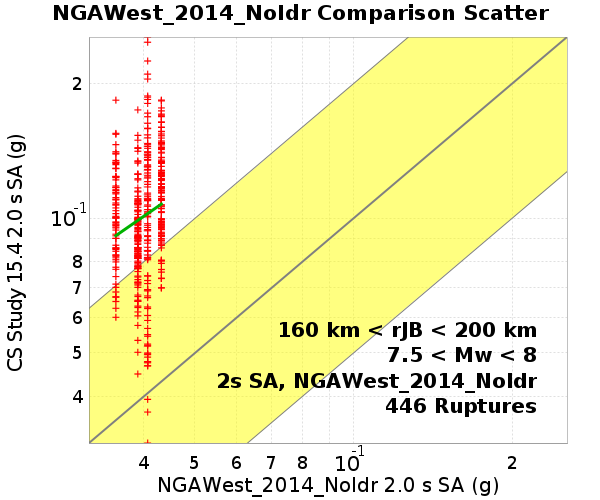 NGAWest_2014_NoIdr Comparison Scatter
CS Study 15.4 2.0 s SA (g)
2
10-1
8
7
6
5
4
160 km < rJB < 200 km
7.5 < Mw < 8
2s SA, NGAWest_2014_NoIdr
446 Ruptures
4 5 6 7 8 10-1 2
NGAWest_2014_NoIdr 2.0 s SA (g)